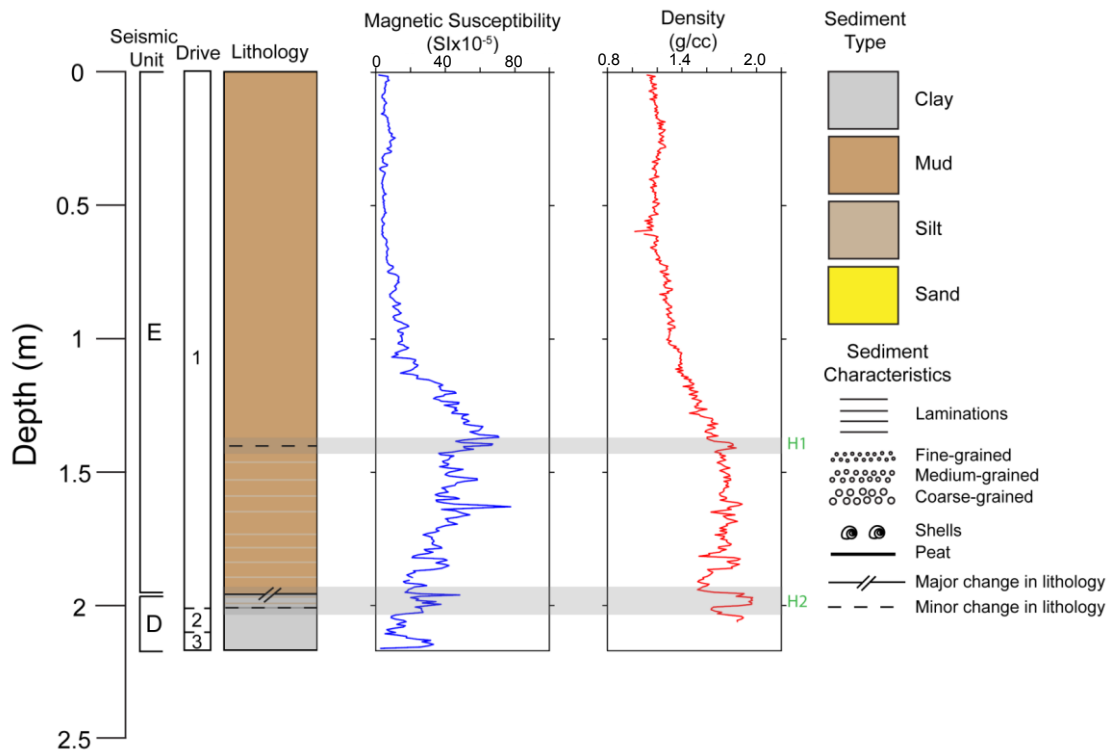 Seismic
Unit
Drive
Lithology
Magnetic Susceptibility
(SIx10⁻⁵)
0 40 80
Density
(g/cc)
0.8 1.4 2.0
Depth (m)
0
0.5
1
1.5
2
2.5
E
D
1
2
3
H1
H2
Sediment
Type
Clay
Mud
Silt
Sand
Sediment
Characteristics
Laminations
Fine-grained
Medium-grained
Coarse-grained
Shells
Peat
Major change in lithology
Minor change in lithology